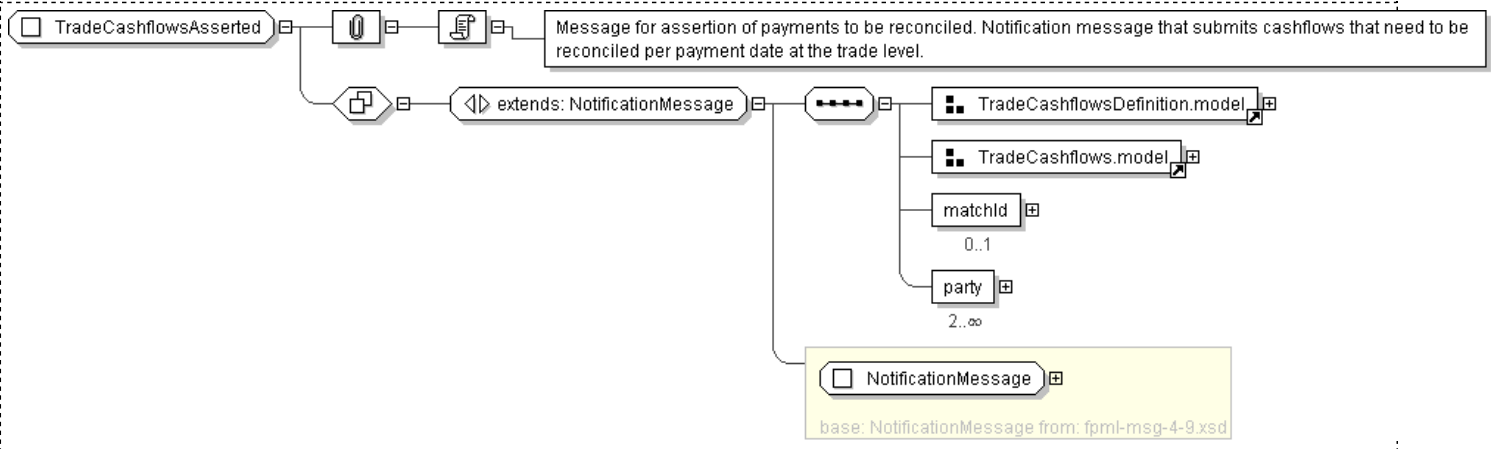 TradeCashflowsAsserted
Message for assertion of payments to be reconciled. Notification message that submits cashflows that need to be
reconciled per payment date at the trade level.
extends: NotificationMessage
TradeCashflowsDefinition.model
TradeCashflows.model
matchId
0..1
party
2..∞
NotificationMessage
base: NotificationMessage from: fpml-msg-4-9.xsd